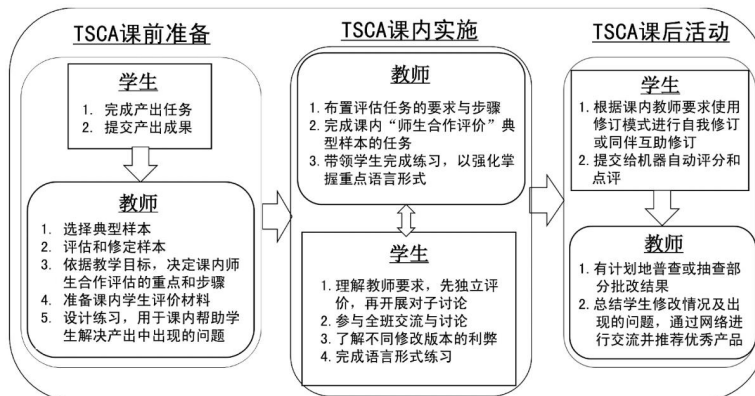 TSCA课前准备
学生
1. 完成产出任务
2. 提交产出成果
教师
1. 选择典型样本
2. 评估和修定样本
3. 依据教学目标，决定课内师
生合作评估的重点和步骤
4. 准备课内学生评价材料
5. 设计练习，用于课内帮助学
生解决产出中出现的问题
TSCA课内实施
教师
1. 布置评估任务的要求与步骤
2. 完成课内“师生合作评价”典
型样本的任务
3. 带领学生完成练习，以强化掌
握重点语言形式
学生
1. 理解教师要求，先独立评
价，再开展对子讨论
2. 参与全班交流与讨论
3. 了解不同修改版本的利弊
4. 完成语言形式练习
TSCA课后活动
学生
1. 根据课内教师要求使用
修订模式进行自我修订
或同伴互助修订
2. 提交给机器自动评分和
点评
教师
1. 有计划地普查或抽查部
分批改结果
2. 总结学生修改情况及出
现的问题，通过网络进
行交流并推荐优秀产品